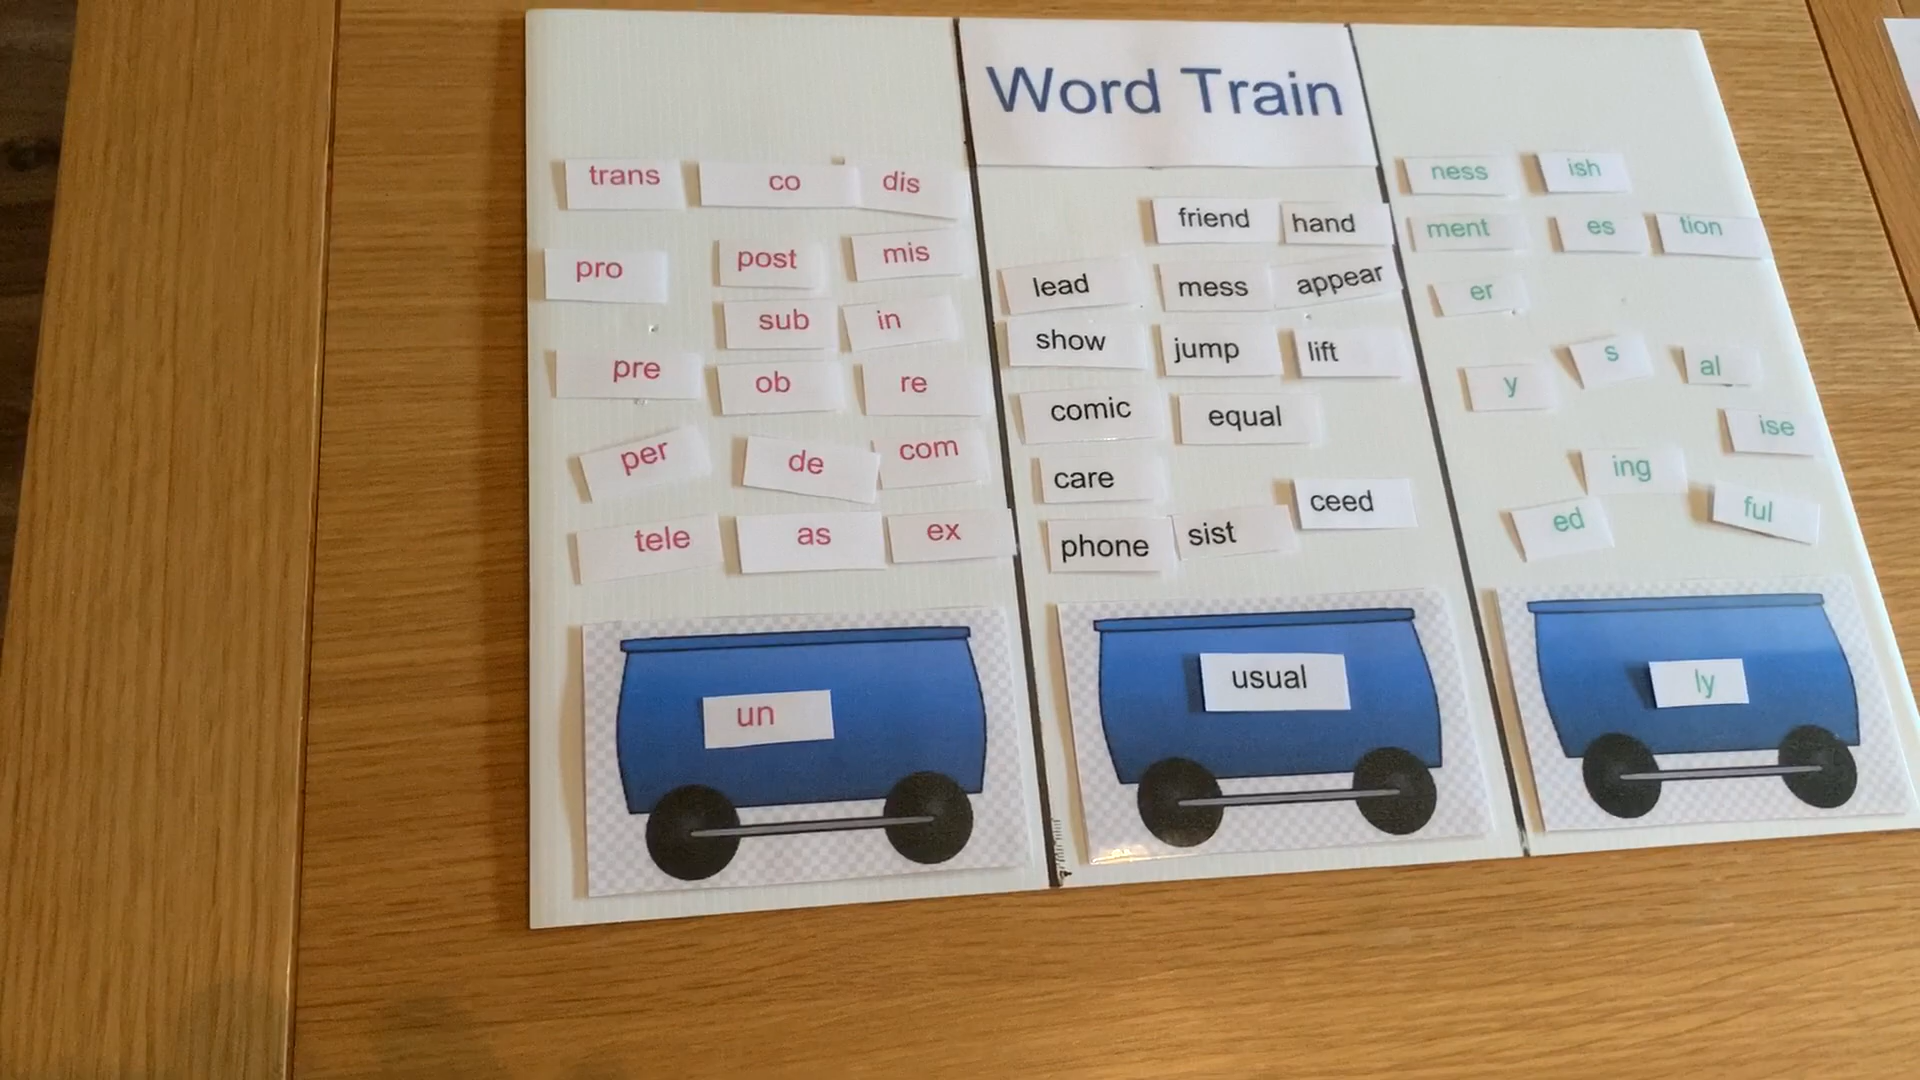 Word Train
trans co dis
pro post mis
sub in
pre ob re
per de com
tele as ex
friend hand
lead mess appear
show jump lift
comic equal
care ceed
phone sist
ness ish
ment es tion
er
y s al
ise
ing
ed ful
un usual ly